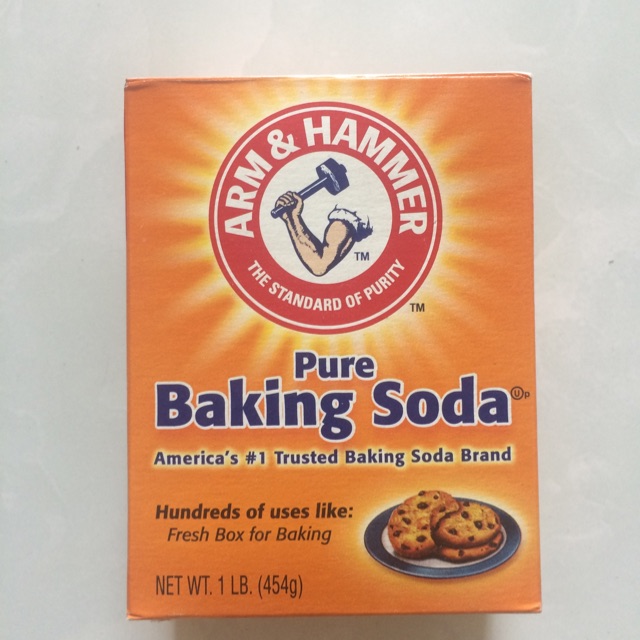 ARM & HAMMER
TM
THE STANDARD OF PURITY
TM
Pure
Baking Soda
U P
America's #1 Trusted Baking Soda Brand
Hundreds of uses like:
Fresh Box for Baking
NET WT. 1 LB. (454g)